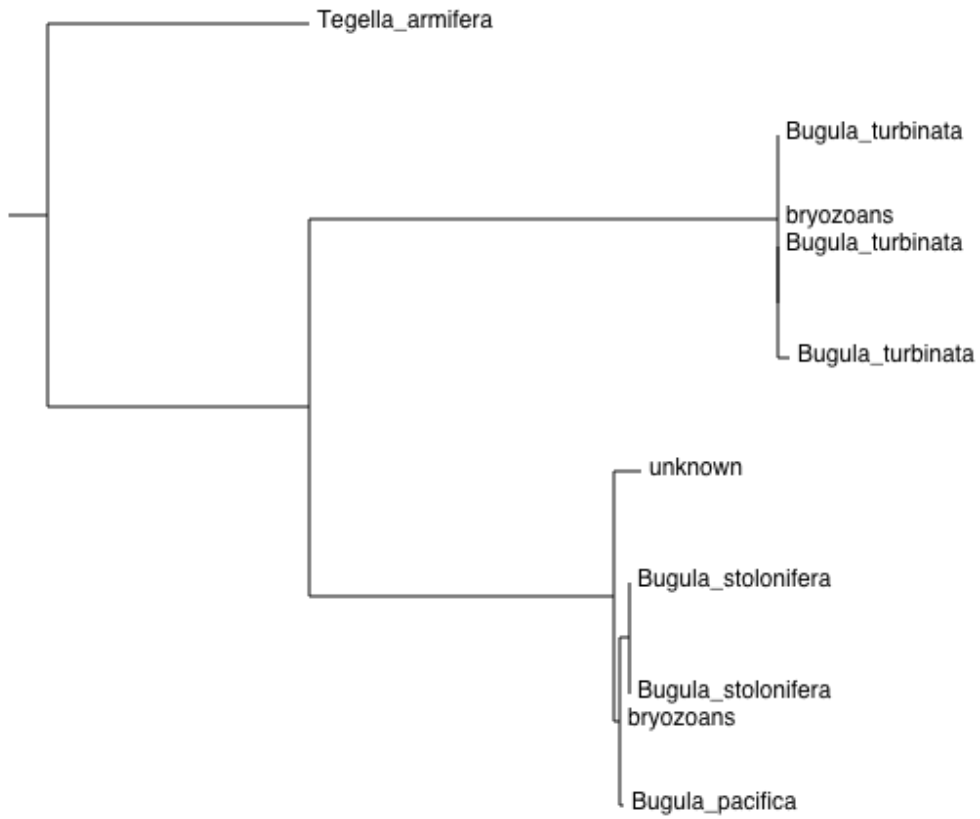 Tegella_armifera
Bugula_turbinata
bryozoans
Bugula_turbinata
Bugula_turbinata
unknown
Bugula_stolonifera
Bugula_stolonifera
bryozoans
Bugula_pacifica